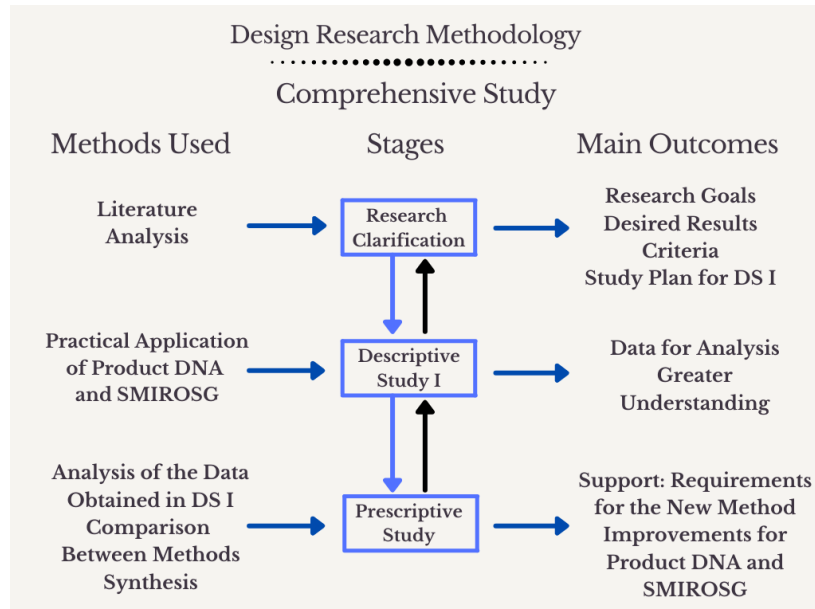 Design Research Methodology
Comprehensive Study
Methods Used
Stages
Main Outcomes
Literature
Analysis
Research
Clarification
Research Goals
Desired Results
Criteria
Study Plan for DS I
Practical Application
of Product DNA
and SMIROSG
Descriptive
Study I
Data for Analysis
Greater
Understanding
Analysis of the Data
Obtained in DS I
Comparison
Between Methods
Synthesis
Prescriptive
Study
Support: Requirements
for the New Method
Improvements for
Product DNA and
SMIROSG